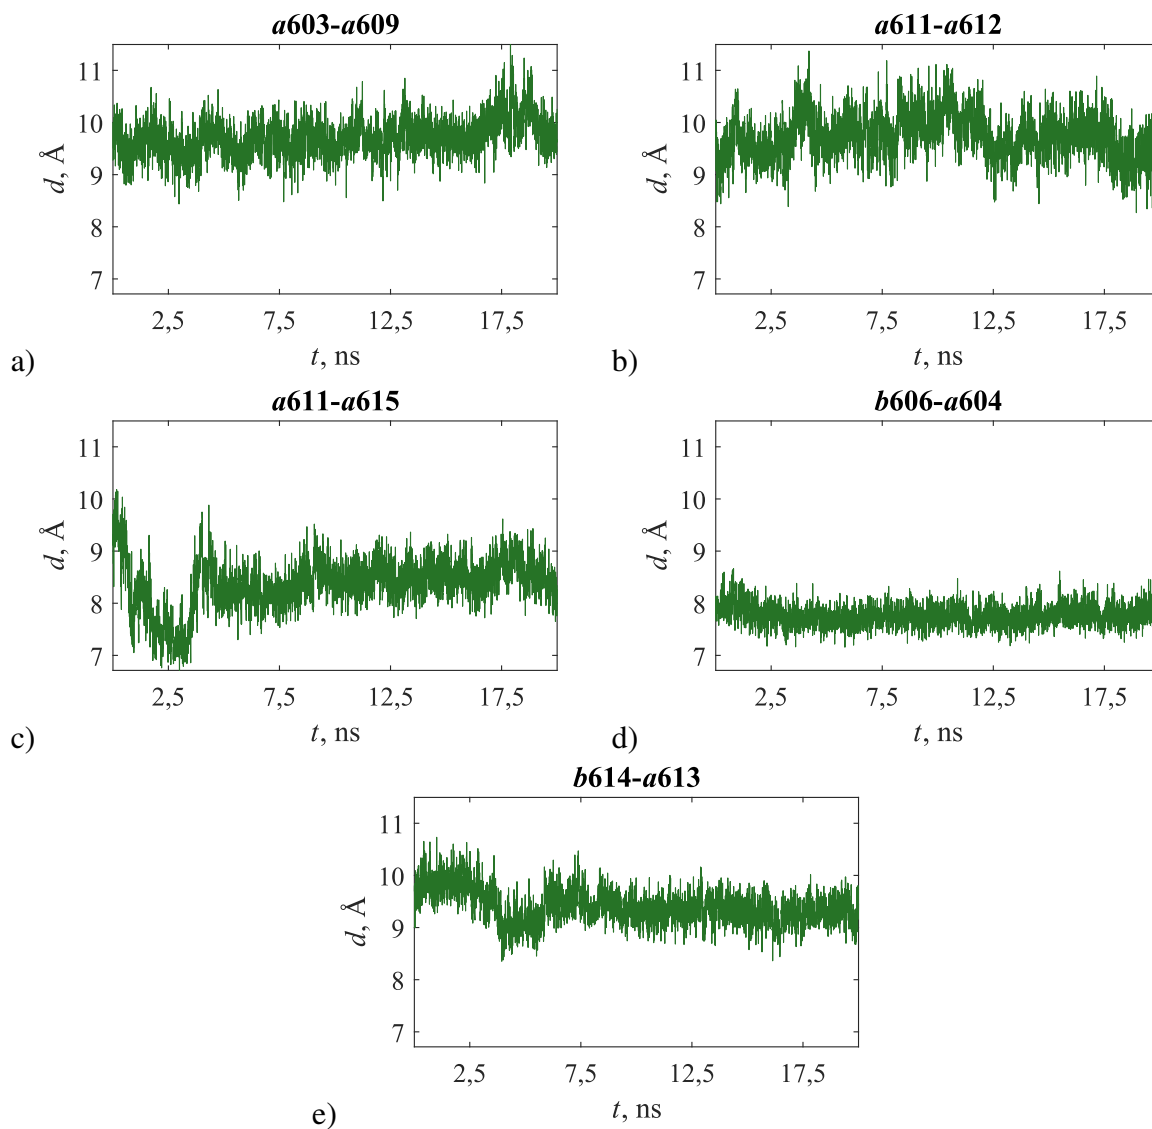 a603-a609
11
10
9
8
7
d, Å
2,5 7,5 12,5 17,5
t, ns
a)
a611-a612
11
10
9
8
7
d, Å
2,5 7,5 12,5 17,5
t, ns
b)
a611-a615
11
10
9
8
7
d, Å
2,5 7,5 12,5 17,5
t, ns
c)
b606-a604
11
10
9
8
7
d, Å
2,5 7,5 12,5 17,5
t, ns
d)
b614-a613
11
10
9
8
7
d, Å
2,5 7,5 12,5 17,5
t, ns
e)